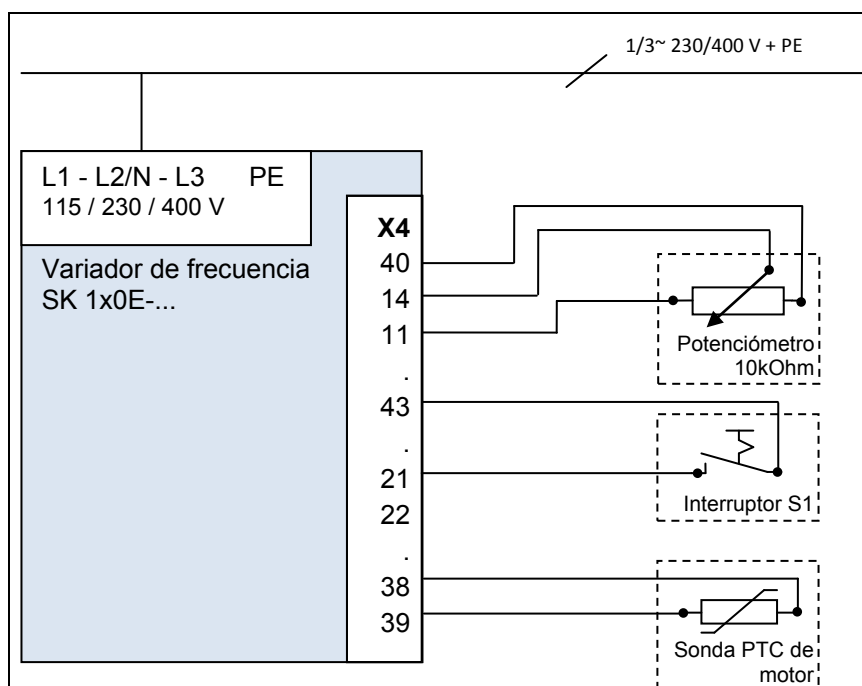 1/3~ 230/400 V + PE
L1 - L2/N - L3 PE
115 / 230 / 400 V
Variador de frecuencia
SK 1x0E-...
X4
40
14
11
.
43
.
21
22
.
38
39
Potenciómetro
10kOhm
Interruptor S1
Sonda PTC de
motor